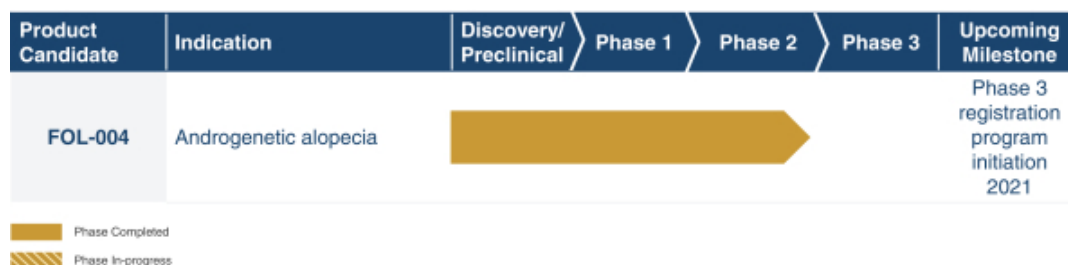 Product Candidate
Indication
Discovery/ Preclinical
Phase 1
Phase 2
Phase 3
Upcoming Milestone
FOL-004
Androgenetic alopecia
Phase 3
registration
program
initiation
2021
Phase Completed
Phase In-progress